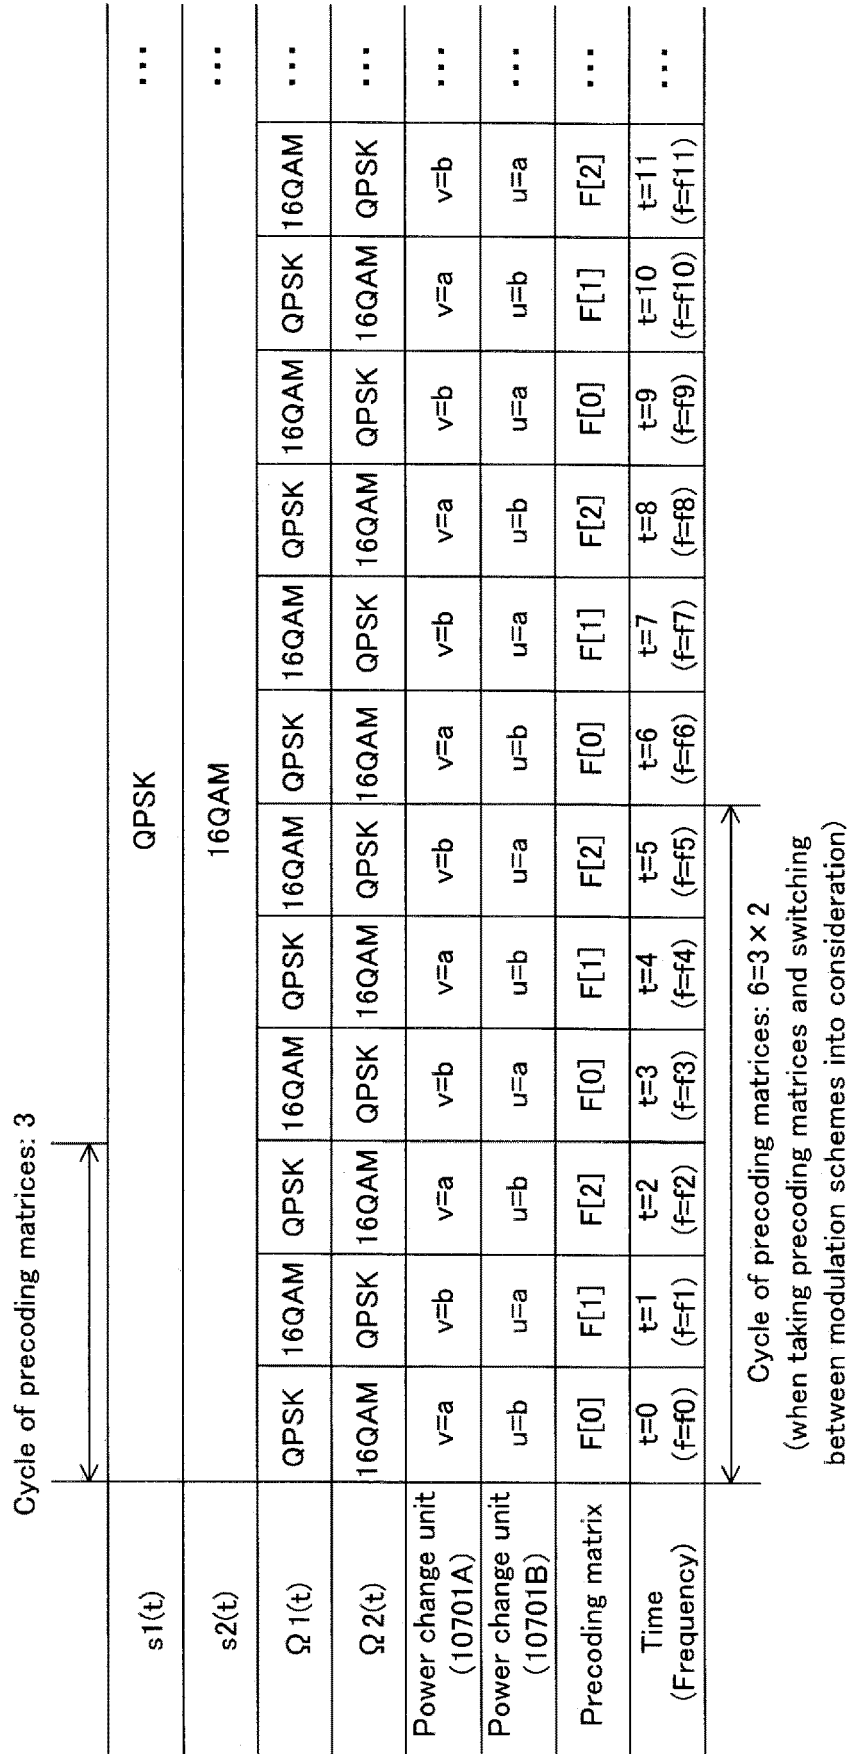 Cycle of precoding matrices: 3
s1(t) QPSK ...
s2(t) 16QAM ...
Ω1(t) QPSK 16QAM QPSK 16QAM QPSK 16QAM QPSK 16QAM QPSK 16QAM QPSK 16QAM ...
Ω2(t) 16QAM QPSK 16QAM QPSK 16QAM QPSK 16QAM QPSK 16QAM QPSK 16QAM QPSK ...
Power change unit
(10701A) v=a v=b v=a v=b v=a v=b v=a v=b v=a v=b v=a v=b ...
Power change unit
(10701B) u=b u=a u=b u=a u=b u=a u=b u=a u=b u=a u=b u=a ...
Precoding matrix F[0] F[1] F[2] F[0] F[1] F[2] F[0] F[1] F[2] F[0] F[1] F[2] ...
Time t=0 t=1 t=2 t=3 t=4 t=5 t=6 t=7 t=8 t=9 t=10 t=11 ...
(Frequency) (f=f0) (f=f1) (f=f2) (f=f3) (f=f4) (f=f5) (f=f6) (f=f7) (f=f8) (f=f9) (f=f10) (f=f11)
Cycle of precoding matrices: 6=3×2
(when taking precoding matrices and switching
between modulation schemes into consideration)